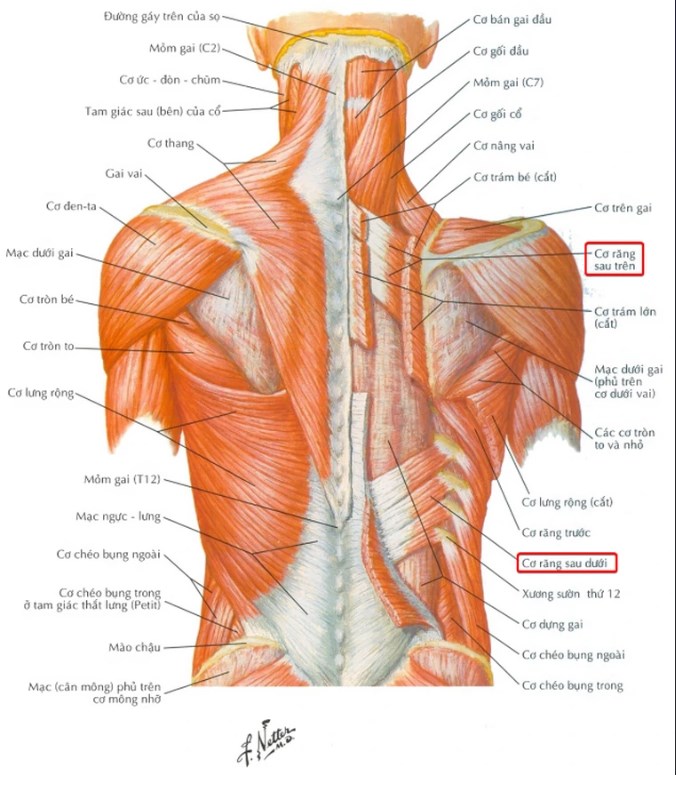 Đường gáy trên của sọ
Mỏm gai (C2)
Cơ ức - đòn - chũm
Tam giác sau (bên) của cổ
Cơ thang
Gai vai
Cơ đen-ta
Mạc dưới gai
Cơ tròn bé
Cơ tròn to
Cơ lưng rộng
Mỏm gai (T12)
Mạc ngực - lưng
Cơ chéo bụng ngoài
Cơ chéo bụng trong
ở tam giác thắt lưng (Petit)
Mào chậu
Mạc (cân mông) phủ trên
cơ mông nhỡ
Cơ bán gai đầu
Cơ gối đầu
Mỏm gai (C7)
Cơ gối cổ
Cơ nâng vai
Cơ trám bé (cắt)
Cơ trên gai
Cơ răng
sau trên
Cơ trám lớn
(cắt)
Mạc dưới gai
(phủ trên
cơ dưới vai)
Các cơ tròn
to và nhỏ
Cơ lưng rộng (cắt)
Cơ răng trước
Cơ răng sau dưới
Xương sườn thứ 12
Cơ dựng gai
Cơ chéo bụng ngoài
Cơ chéo bụng trong
F. Netter
M.D.